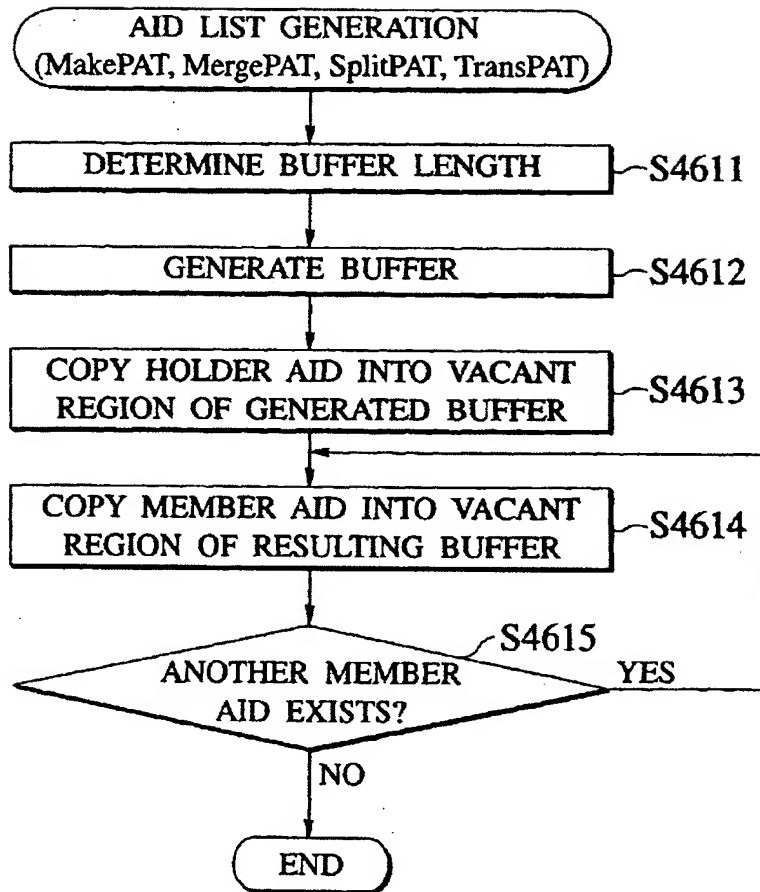 AID LIST GENERATION
(MakePAT, MergePAT, SplitPAT, TransPAT)
DETERMINE BUFFER LENGTH
S4611
GENERATE BUFFER
S4612
COPY HOLDER AID INTO VACANT
REGION OF GENERATED BUFFER
S4613
COPY MEMBER AID INTO VACANT
REGION OF RESULTING BUFFER
S4614
S4615
ANOTHER MEMBER
AID EXISTS?
YES
NO
END